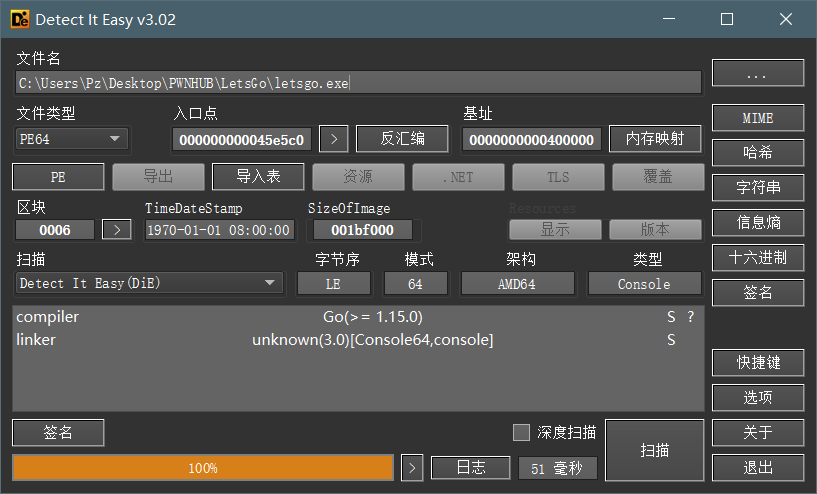 Detect It Easy v3.02
文件名
C:\Users\Pz\Desktop\PWNHUB\LetsGo\letsgo.exe
...
文件类型 入口点 基址
PE64 000000000045e5c0 > 反汇编 0000000000400000 内存映射 MIME
哈希
PE 导出 导入表 资源 .NET TLS 覆盖
字符串
区块 TimeDateStamp SizeOfImage Resources
0006 > 1970-01-01 08:00:00 001bf000 显示 版本 信息熵
扫描 字节序 模式 架构 类型 十六进制
Detect It Easy(DiE) LE 64 AMD64 Console 签名
compiler Go(>= 1.15.0) S ?
linker unknown(3.0)[Console64,console] S
快捷键
选项
签名 深度扫描 扫描 关于
100% > 日志 51 毫秒 退出